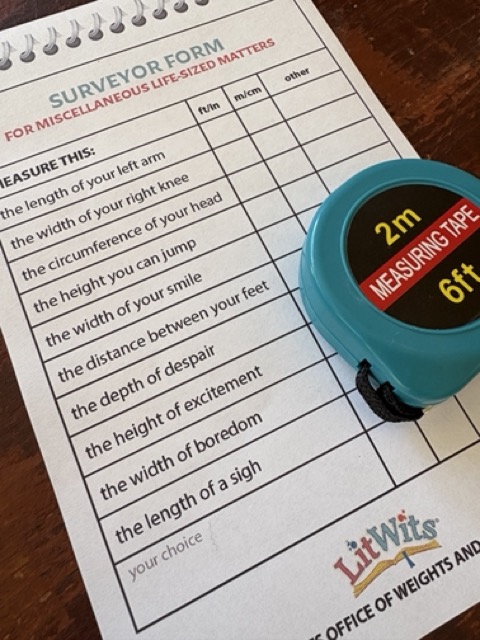 SURVEYOR FORM
FOR MISCELLANEOUS LIFE-SIZED MATTERS
MEASURE THIS: ft/in m/cm other
the length of your left arm
the width of your right knee
the circumference of your head
the height you can jump
the width of your smile
the distance between your feet
the depth of despair
the height of excitement
the width of boredom
the length of a sigh
your choice
2m
MEASURING TAPE
6ft
LitWits
OFFICE OF WEIGHTS AND